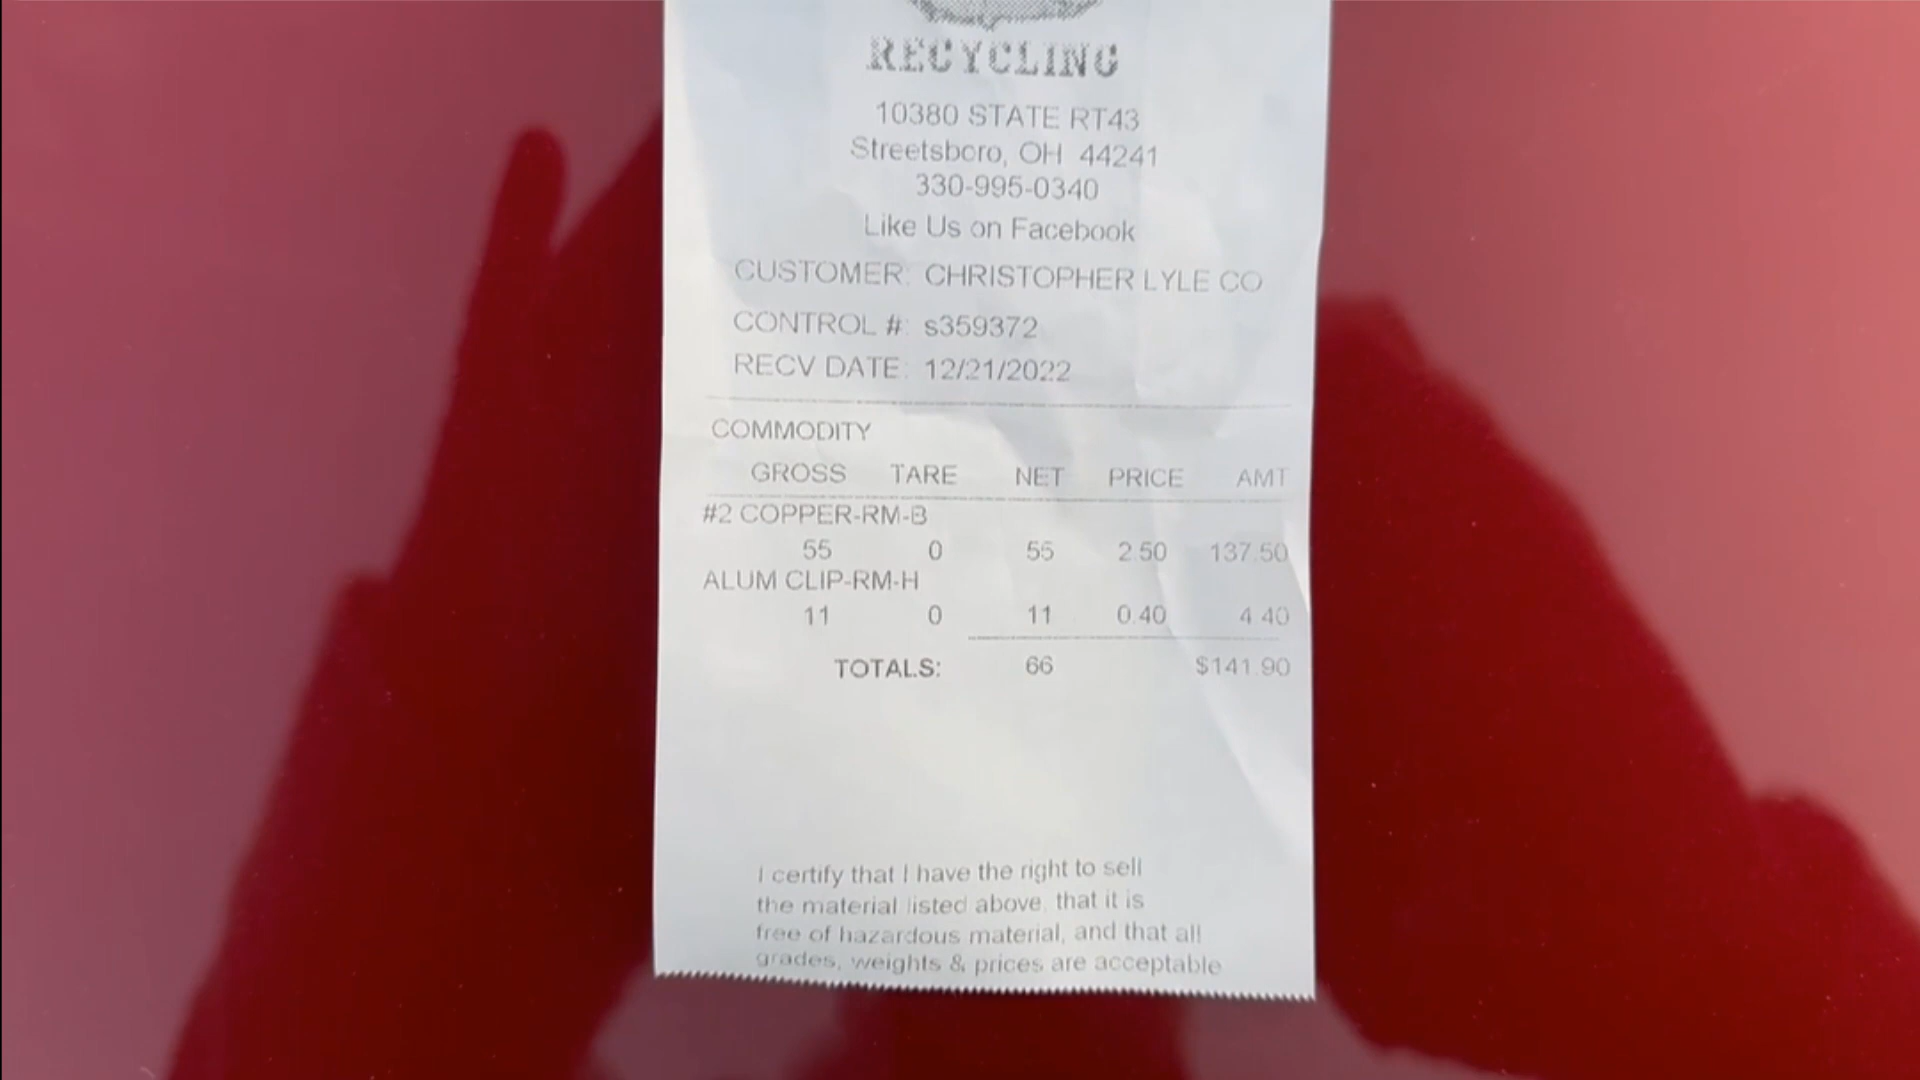 RECYCLING
10380 STATE RT43
Streetsboro, OH 44241
330-995-0340
Like Us on Facebook
CUSTOMER: CHRISTOPHER LYLE CO
CONTROL #: s359372
RECV DATE: 12/21/2022
COMMODITY
GROSS TARE NET PRICE AMT
#2 COPPER-RM-B
55 0 55 2.50 137.50
ALUM CLIP-RM-H
11 0 11 0.40 4.40
TOTALS: 66 $141.90
I certify that I have the right to sell
the material listed above, that it is
free of hazardous material, and that all
grades, weights & prices are acceptable